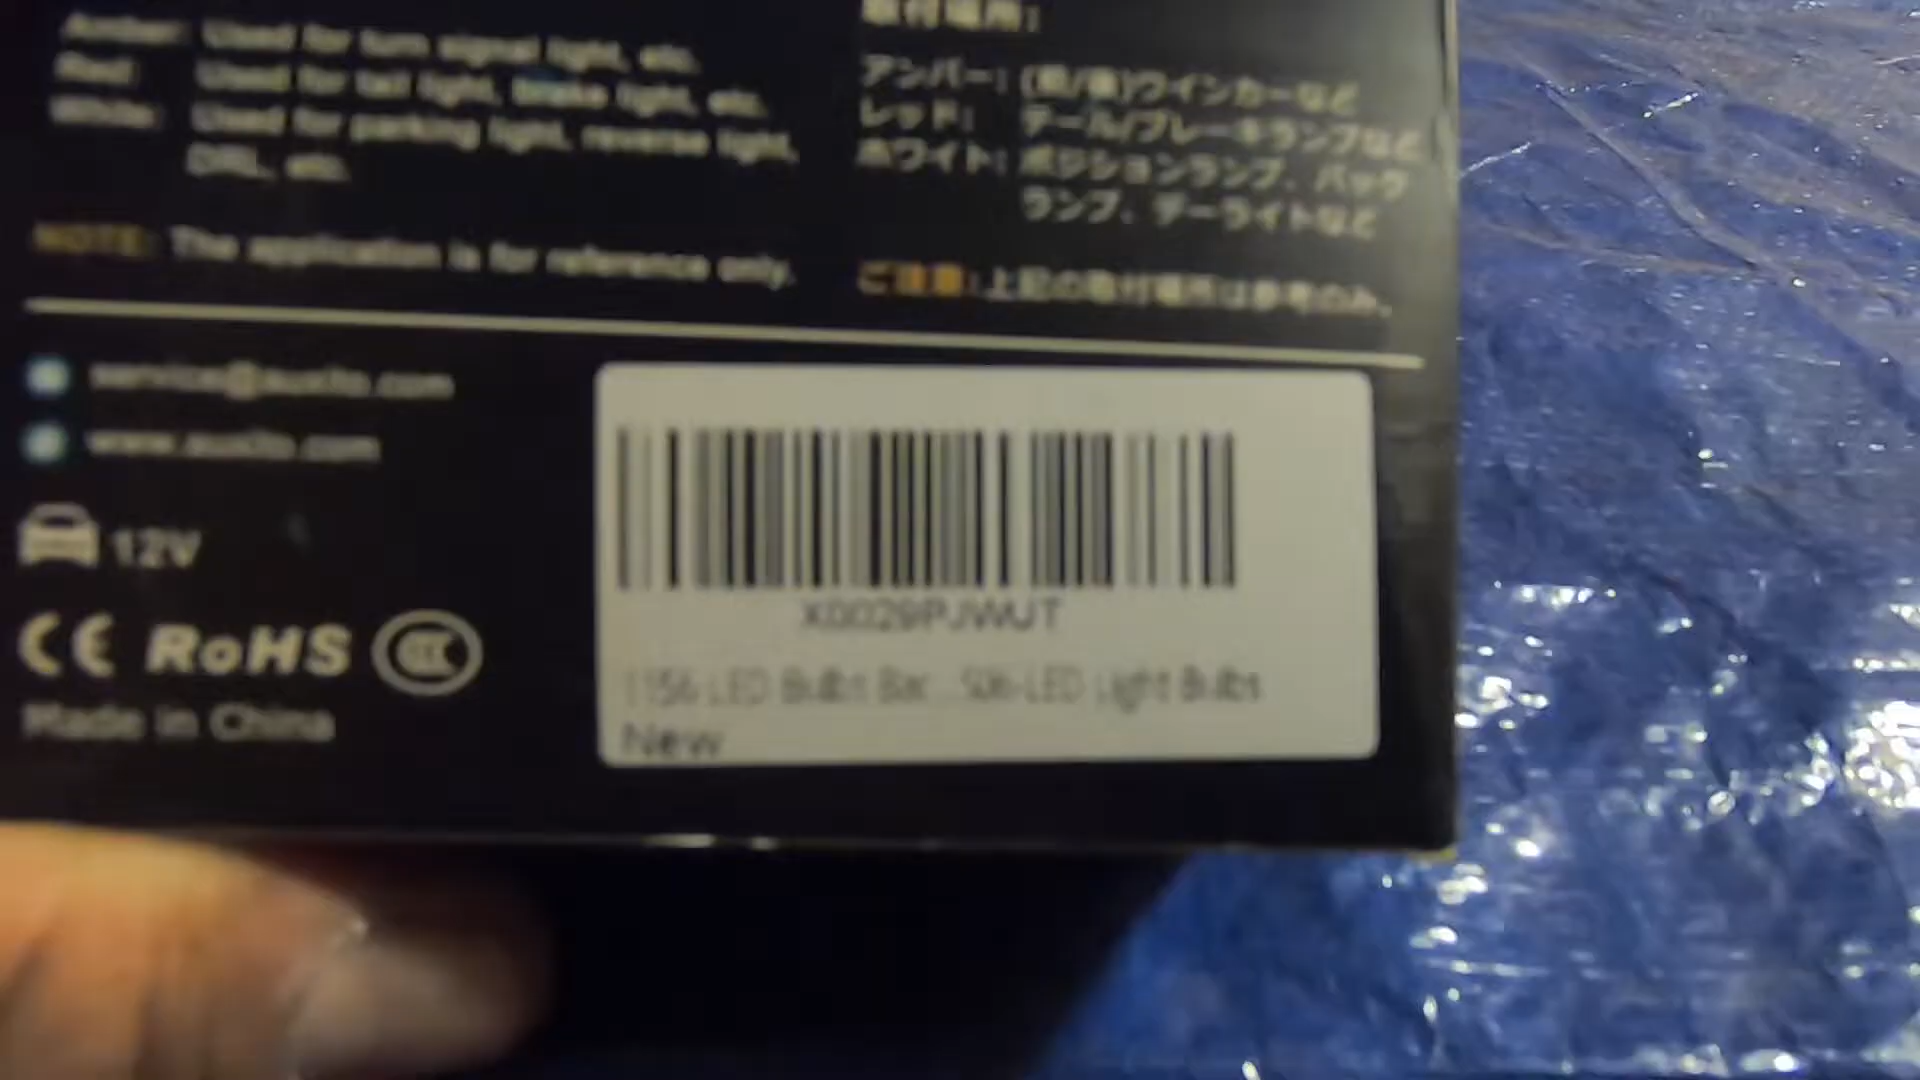 Amber: Used for turn signal light, etc.
Red: Used for tail light, brake light, etc.
White: Used for parking light, reverse light,
DRL, etc.
NOTE: The application is for reference only.
取付場所:
アンバー: (前/後)ウインカーなど
レッド: テール/ブレーキランプなど
ホワイト: ポジションランプ、バック
ランプ、デーライトなど
ご注意:上記の取付場所は参考のみ。
service@auxito.com
www.auxito.com
12V
CE RoHS CCC
Made in China
X0029PJWUT
1156 LED Bulbs Bac... LED Light Bulbs
New